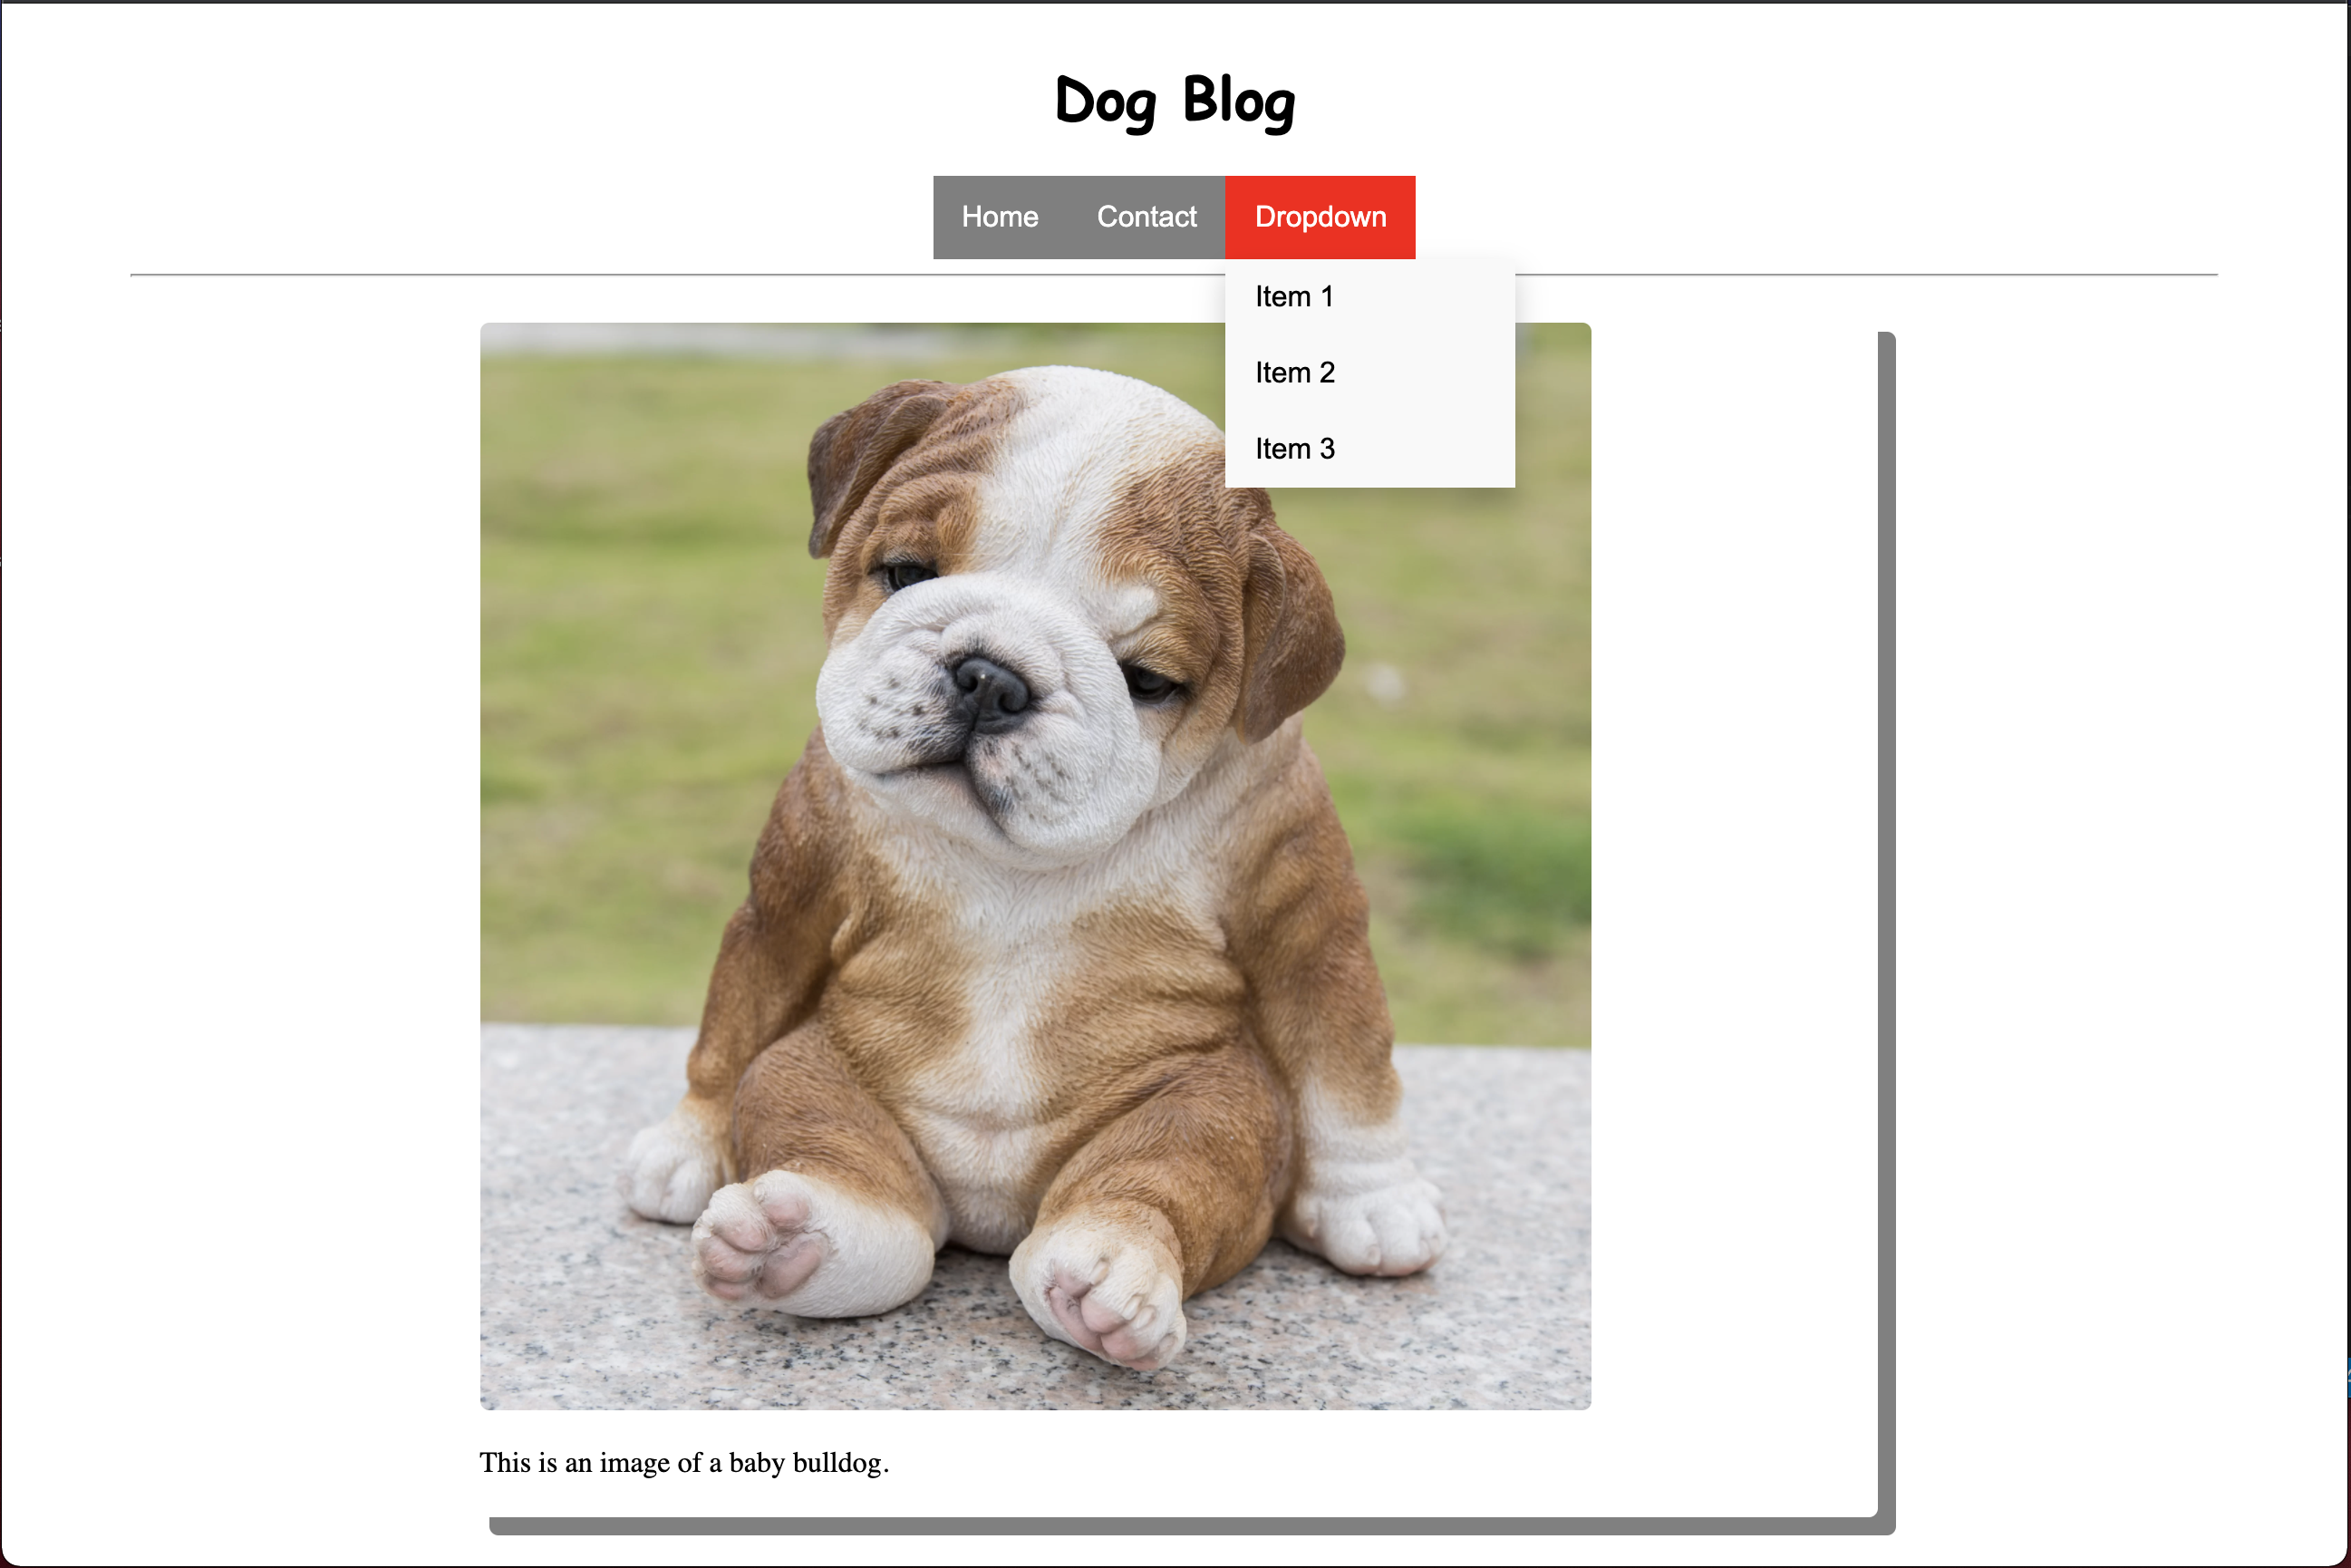 Dog Blog
Home Contact Dropdown
Item 1
Item 2
Item 3
This is an image of a baby bulldog.